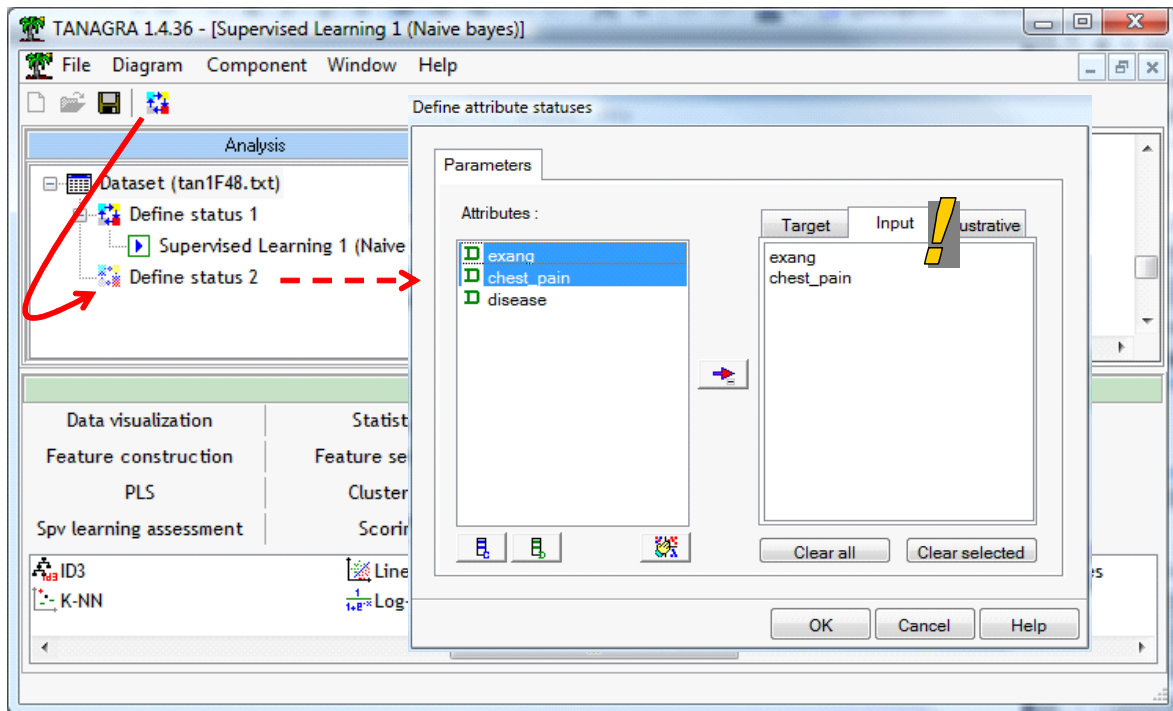 TANAGRA 1.4.36 - [Supervised Learning 1 (Naive bayes)]
File Diagram Component Window Help
Analysis
Dataset (tan1F48.txt)
Define status 1
Supervised Learning 1 (Naive
Define status 2
Define attribute statuses
Parameters
Attributes :
exang
chest_pain
disease
Target Input ustrative
exang
chest_pain
Clear all Clear selected
OK Cancel Help
Data visualization Statist
Feature construction Feature se
PLS Cluster
Spv learning assessment Scorin
ID3 Line
K-NN Log-
es